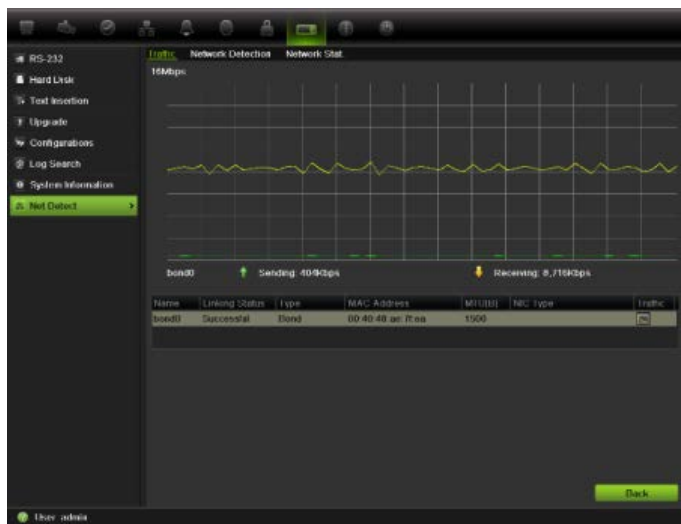 Traffic Network Detection Network Stat.
RS-232
16Mbps
Hard Disk
Text Insertion
Upgrade
Configurations
Log Search
System Information
Net Detect
bond0 Sending: 404Kbps Receiving: 8,716Kbps
Name Linking Status Type MAC Address MTU(B) NIC Type Traffic
bond0 Successful Bond 1500
Back
User: admin